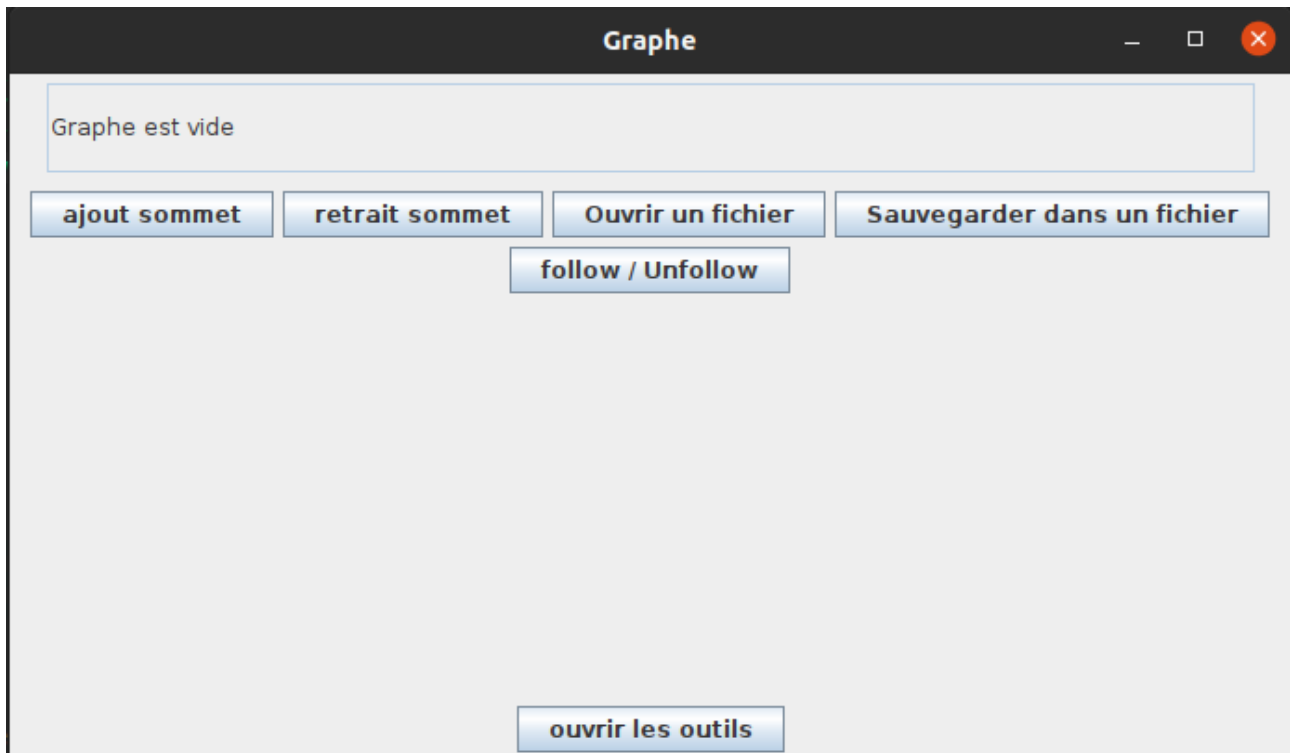 Graphe
Graphe est vide
ajout sommet retrait sommet Ouvrir un fichier Sauvegarder dans un fichier
follow / Unfollow
ouvrir les outils